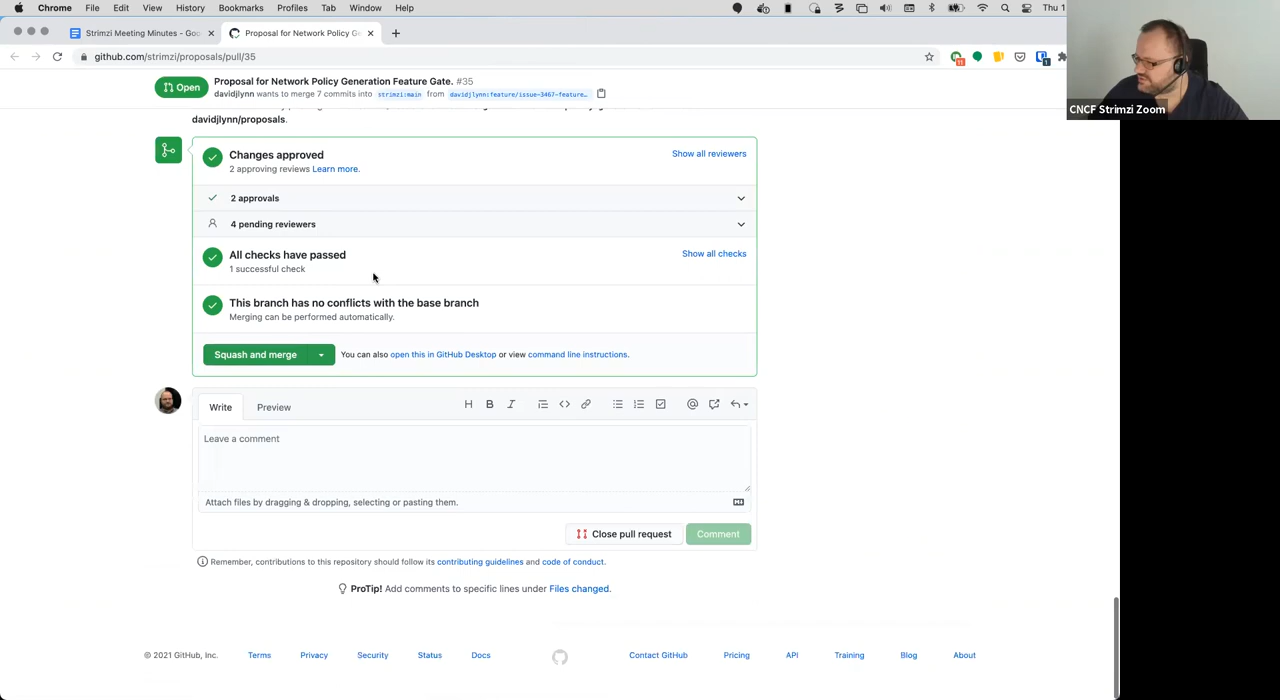 Chrome File Edit View History Bookmarks Profiles Tab Window Help Thu 1
Strimzi Meeting Minutes - Goo Proposal for Network Policy Ge
github.com/strimzi/proposals/pull/35
Open
Proposal for Network Policy Generation Feature Gate. #35
davidjlynn wants to merge 7 commits into strimzi:main from davidjlynn:feature/issue-3467-feature…
davidjlynn/proposals.
CNCF Strimzi Zoom
Changes approved
Show all reviewers
2 approving reviews Learn more.
2 approvals
4 pending reviewers
All checks have passed
Show all checks
1 successful check
This branch has no conflicts with the base branch
Merging can be performed automatically.
Squash and merge You can also open this in GitHub Desktop or view command line instructions.
Write Preview
Leave a comment
Attach files by dragging & dropping, selecting or pasting them.
Close pull request Comment
Remember, contributions to this repository should follow its contributing guidelines and code of conduct.
ProTip! Add comments to specific lines under Files changed.
© 2021 GitHub, Inc. Terms Privacy Security Status Docs Contact GitHub Pricing API Training Blog About